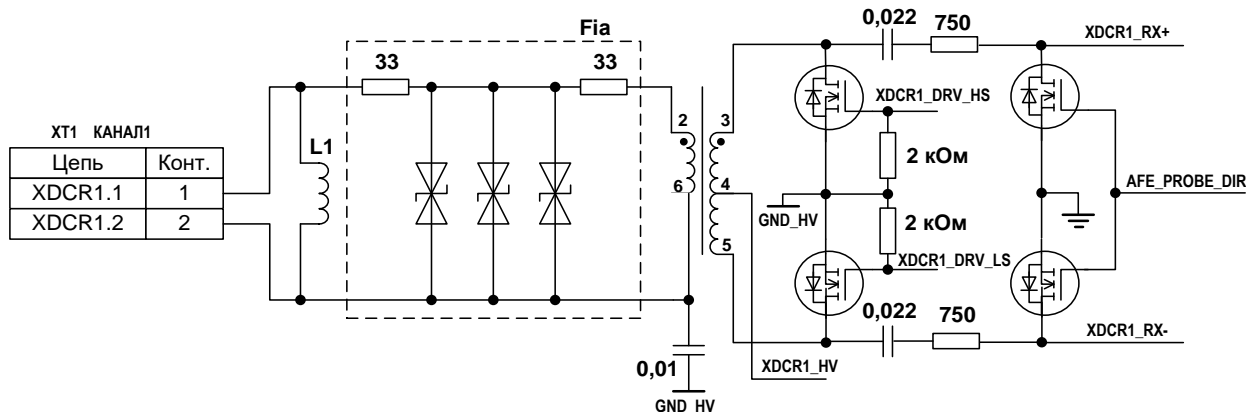 Fia
0,022
750
33
33
XDCR1_RX+
XDCR1_DRV_HS
XT1 КАНАЛ1
Цепь Конт.
XDCR1.1 1
XDCR1.2 2
L1
2
3
6
4
5
2 кОм
GND_HV
2 кОм
AFE_PROBE_DIR
XDCR1_DRV_LS
0,022
750
XDCR1_RX-
0,01
XDCR1_HV
GND_HV